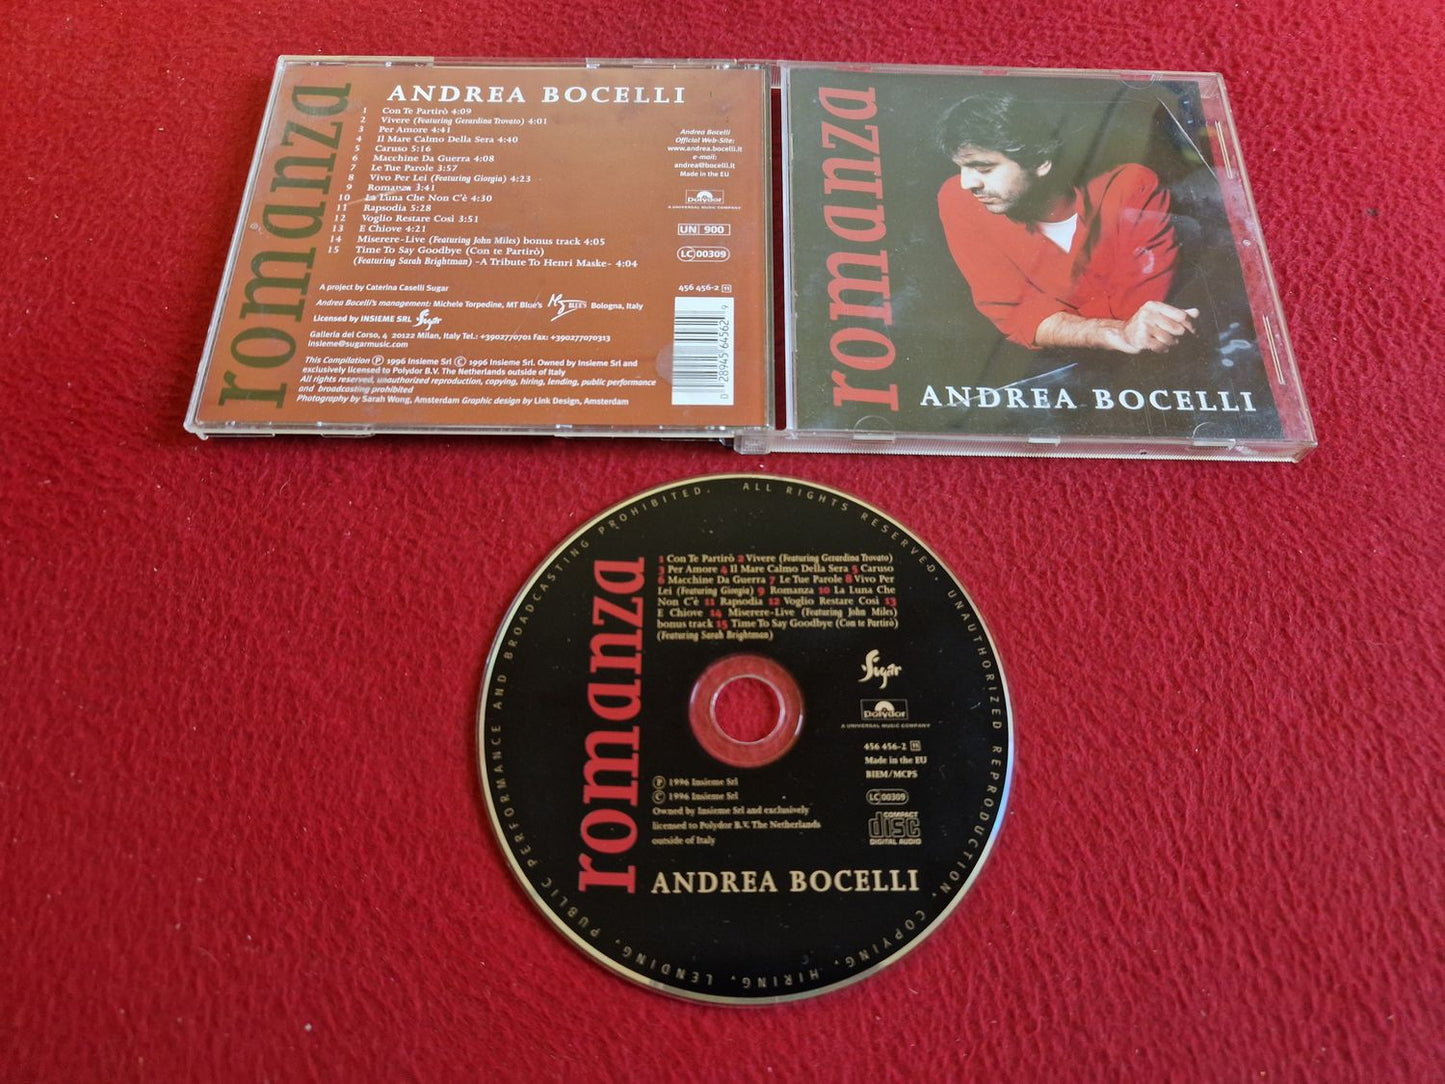 romanza
ANDREA BOCELLI
1 Con Te Partirò 4:09
2 Vivere (Featuring Gerardina Trovato) 4:01
3 Per Amore 4:41
4 Il Mare Calmo Della Sera 4:40
5 Caruso 5:16
6 Macchine Da Guerra 4:08
7 Le Tue Parole 3:57
8 Vivo Per Lei (Featuring Giorgia) 4:23
9 Romanza 3:41
10 La Luna Che Non C'è 4:30
11 Rapsodia 5:28
12 Voglio Restare Così 3:51
13 E Chiove 4:21
14 Miserere-Live (Featuring John Miles) bonus track 4:05
15 Time To Say Goodbye (Con te Partirò)
(Featuring Sarah Brightman) -A Tribute To Henri Maske- 4:04
Andrea Bocelli
Official Web-Site:
www.andrea.bocelli.it
e-mail:
andrea@bocelli.it
Made in the EU
Polydor
A UNIVERSAL MUSIC COMPANY
UN 900
LC 00309
456 456-2 11
A project by Caterina Caselli Sugar
Andrea Bocelli's management: Michele Torpedine, MT Blue's BLUE'S Bologna, Italy
Licensed by INSIEME SRL Sugar
Galleria del Corso, 4 20122 Milan, Italy Tel.: +3902770701 Fax: +390277070313
insieme@sugarmusic.com
This Compilation Ⓟ 1996 Insieme Srl © 1996 Insieme Srl. Owned by Insieme Srl and
exclusively licensed to Polydor B.V. The Netherlands outside of Italy
All rights reserved, unauthorized reproduction, copying, hiring, lending, public performance
and broadcasting prohibited
Photography by Sarah Wong, Amsterdam Graphic design by Link Design, Amsterdam
0 28945 64562 9
romanza
ANDREA BOCELLI
ALL RIGHTS RESERVED. UNAUTHORIZED REPRODUCTION, COPYING, HIRING, LENDING, PUBLIC PERFORMANCE AND BROADCASTING PROHIBITED.
romanza
1 Con Te Partirò 2 Vivere (Featuring Gerardina Trovato)
3 Per Amore 4 Il Mare Calmo Della Sera 5 Caruso
6 Macchine Da Guerra 7 Le Tue Parole 8 Vivo Per
Lei (Featuring Giorgia) 9 Romanza 10 La Luna Che
Non C'è 11 Rapsodia 12 Voglio Restare Così 13
E Chiove 14 Miserere-Live (Featuring John Miles)
bonus track 15 Time To Say Goodbye (Con te Partirò)
(Featuring Sarah Brightman)
Sugar
Polydor
A UNIVERSAL MUSIC COMPANY
456 456-2 11
Made in the EU
BIEM/MCPS
LC 00309
COMPACT
disc
DIGITAL AUDIO
Ⓟ 1996 Insieme Srl
© 1996 Insieme Srl
Owned by Insieme Srl and exclusively
licensed to Polydor B.V. The Netherlands
outside of Italy
ANDREA BOCELLI